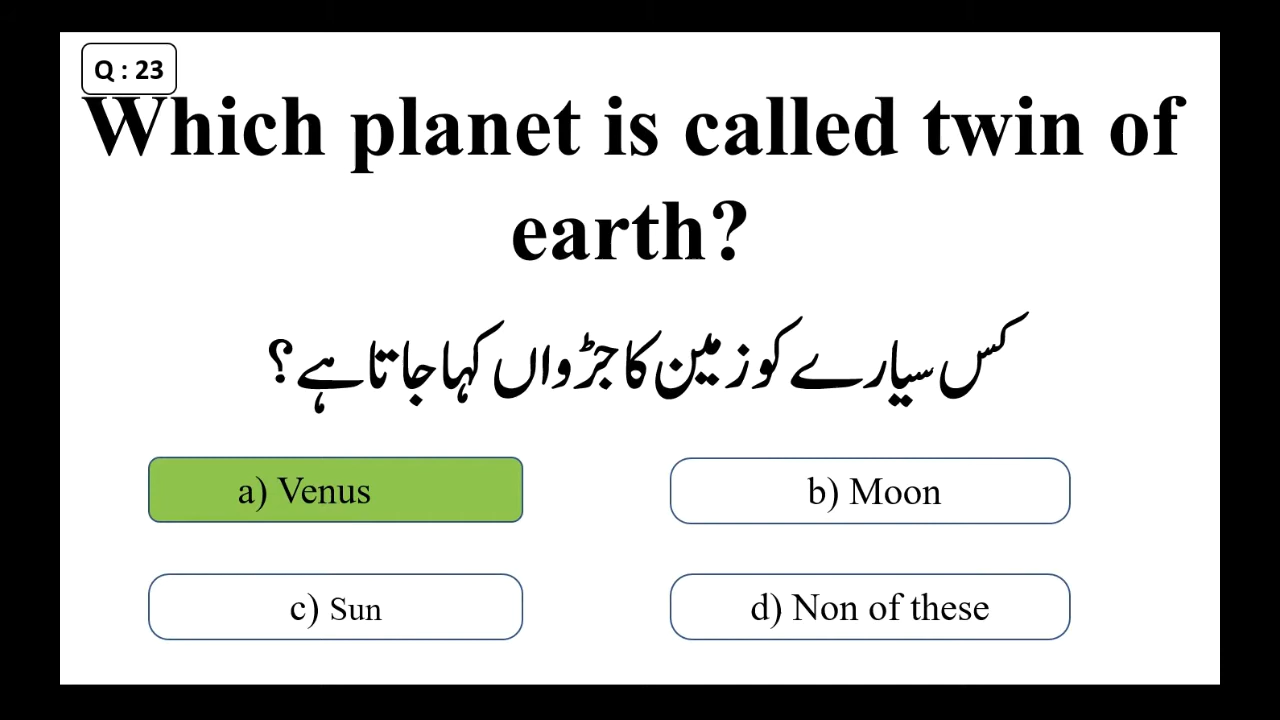 Q : 23
Which planet is called twin of
earth?
کس سیارے کو زمین کا جڑواں کہا جاتا ہے؟
a) Venus
b) Moon
c) Sun
d) Non of these